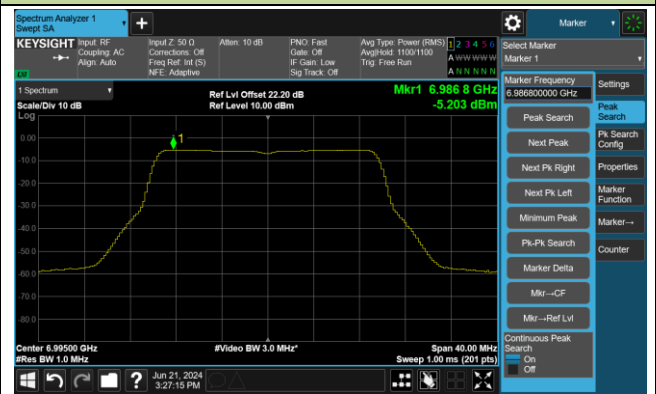 Spectrum Analyzer 1
Swept SA
+
Marker
KEYSIGHT
Input: RF
Coupling: AC
Align: Auto
Input Z: 50 Ω
Corrections: Off
Freq Ref: Int (S)
NFE: Adaptive
Atten: 10 dB
PNO: Fast
Gate: Off
IF Gain: Low
Sig Track: Off
Avg Type: Power (RMS)
Avg|Hold: 1100/1100
Trig: Free Run
1 2 3 4 5 6
A W W W W W
A N N N N N
Select Marker
Marker 1
LXI
1 Spectrum
Scale/Div 10 dB
Log
Ref Lvl Offset 22.20 dB
Ref Level 10.00 dBm
Mkr1 6.986 8 GHz
-5.203 dBm
1
0.00
-10.0
-20.0
-30.0
-40.0
-50.0
-60.0
-70.0
-80.0
Center 6.99500 GHz
#Res BW 1.0 MHz
#Video BW 3.0 MHz*
Span 40.00 MHz
Sweep 1.00 ms (201 pts)
Marker Frequency
6.986800000 GHz
Peak Search
Next Peak
Next Pk Right
Next Pk Left
Minimum Peak
Pk-Pk Search
Marker Delta
Mkr→CF
Mkr→Ref Lvl
Continuous Peak
Search
On
Off
Settings
Peak
Search
Pk Search
Config
Properties
Marker
Function
Marker→
Counter
?
Jun 21, 2024
3:27:15 PM